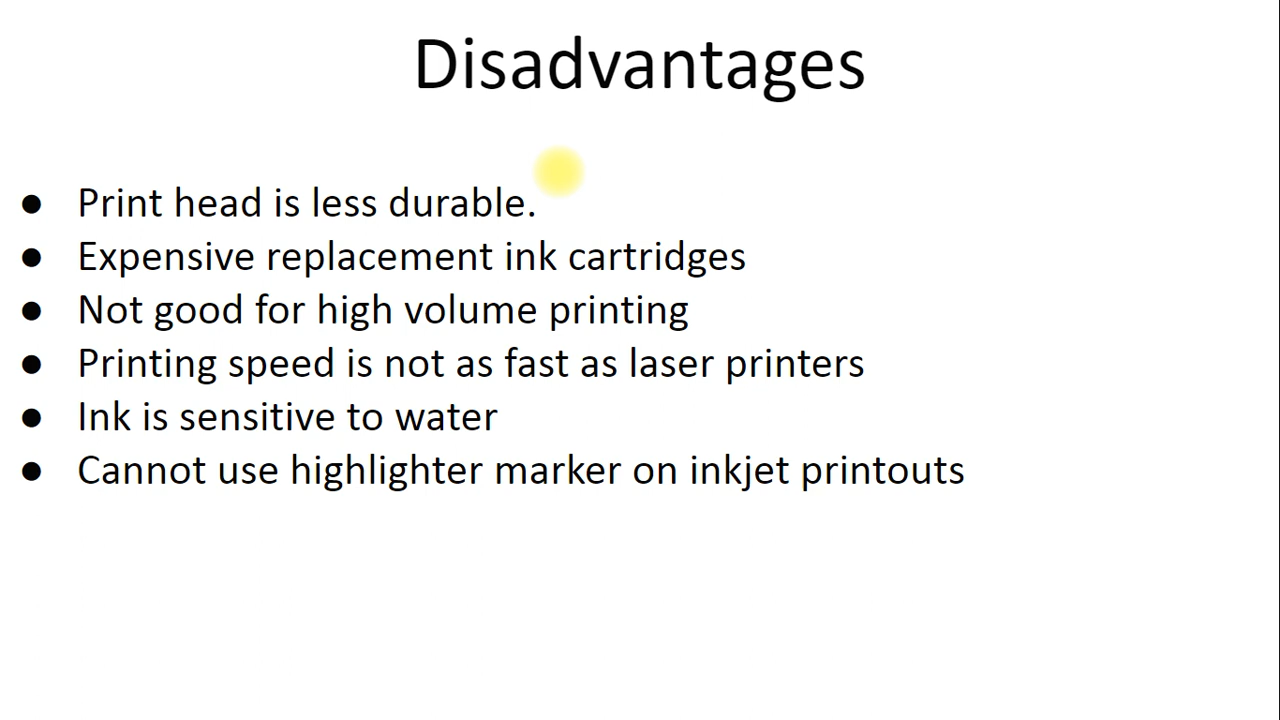 Disadvantages
● Print head is less durable.
● Expensive replacement ink cartridges
● Not good for high volume printing
● Printing speed is not as fast as laser printers
● Ink is sensitive to water
● Cannot use highlighter marker on inkjet printouts